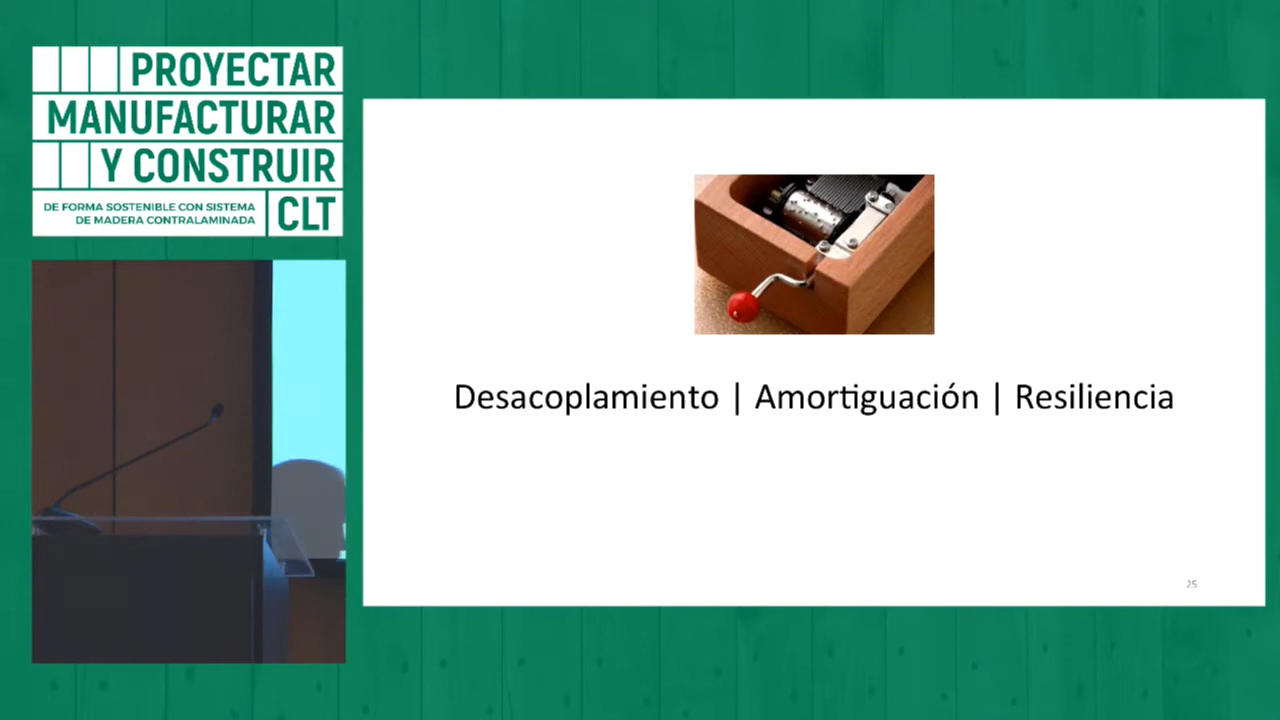 PROYECTAR
MANUFACTURAR
Y CONSTRUIR
DE FORMA SOSTENIBLE CON SISTEMA
DE MADERA CONTRALAMINADA
CLT
Desacoplamiento | Amortiguación | Resiliencia
25